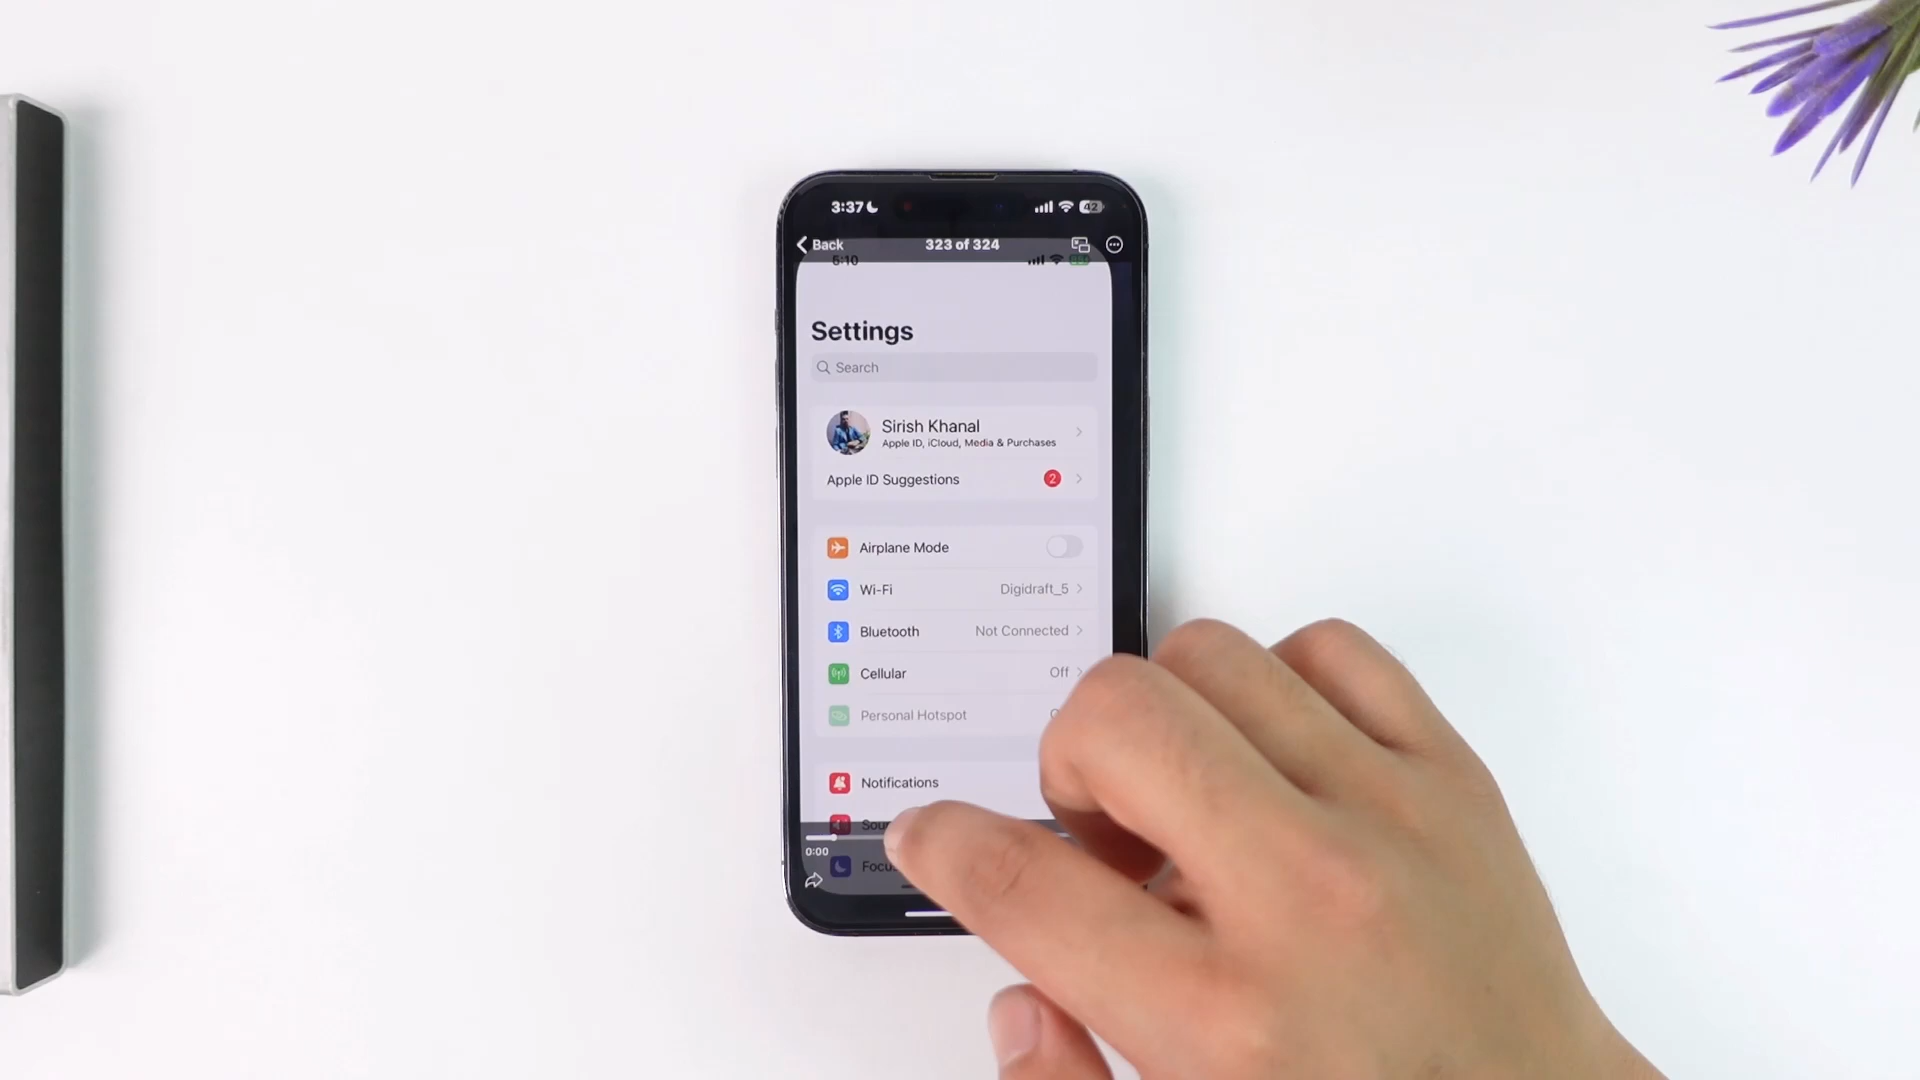 3:37 42
Back 323 of 324
5:10
Settings
Search
Sirish Khanal
Apple ID, iCloud, Media & Purchases
Apple ID Suggestions 2
Airplane Mode
Wi-Fi Digidraft_5
Bluetooth Not Connected
Cellular Off
Personal Hotspot
Notifications
0:00